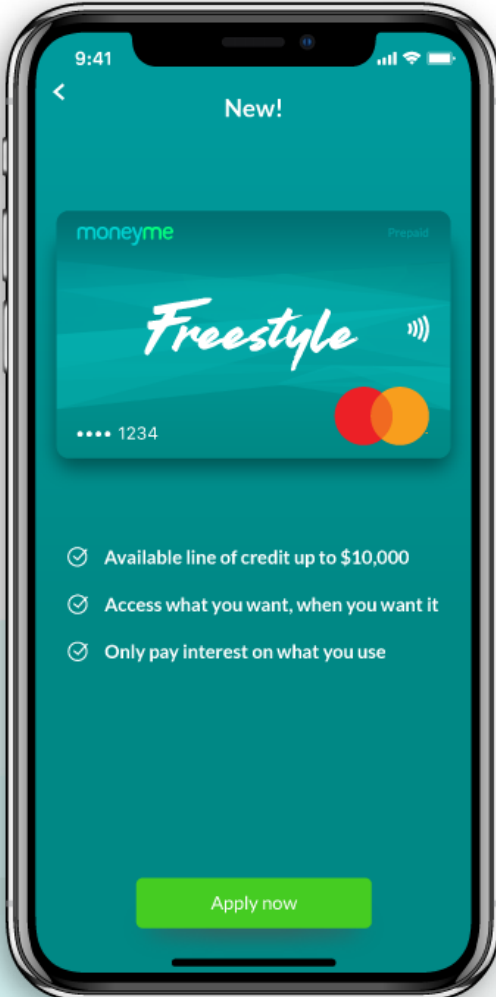 9:41
New!
moneyme
Prepaid
Freestyle
•••• 1234
Available line of credit up to $10,000
Access what you want, when you want it
Only pay interest on what you use
Apply now